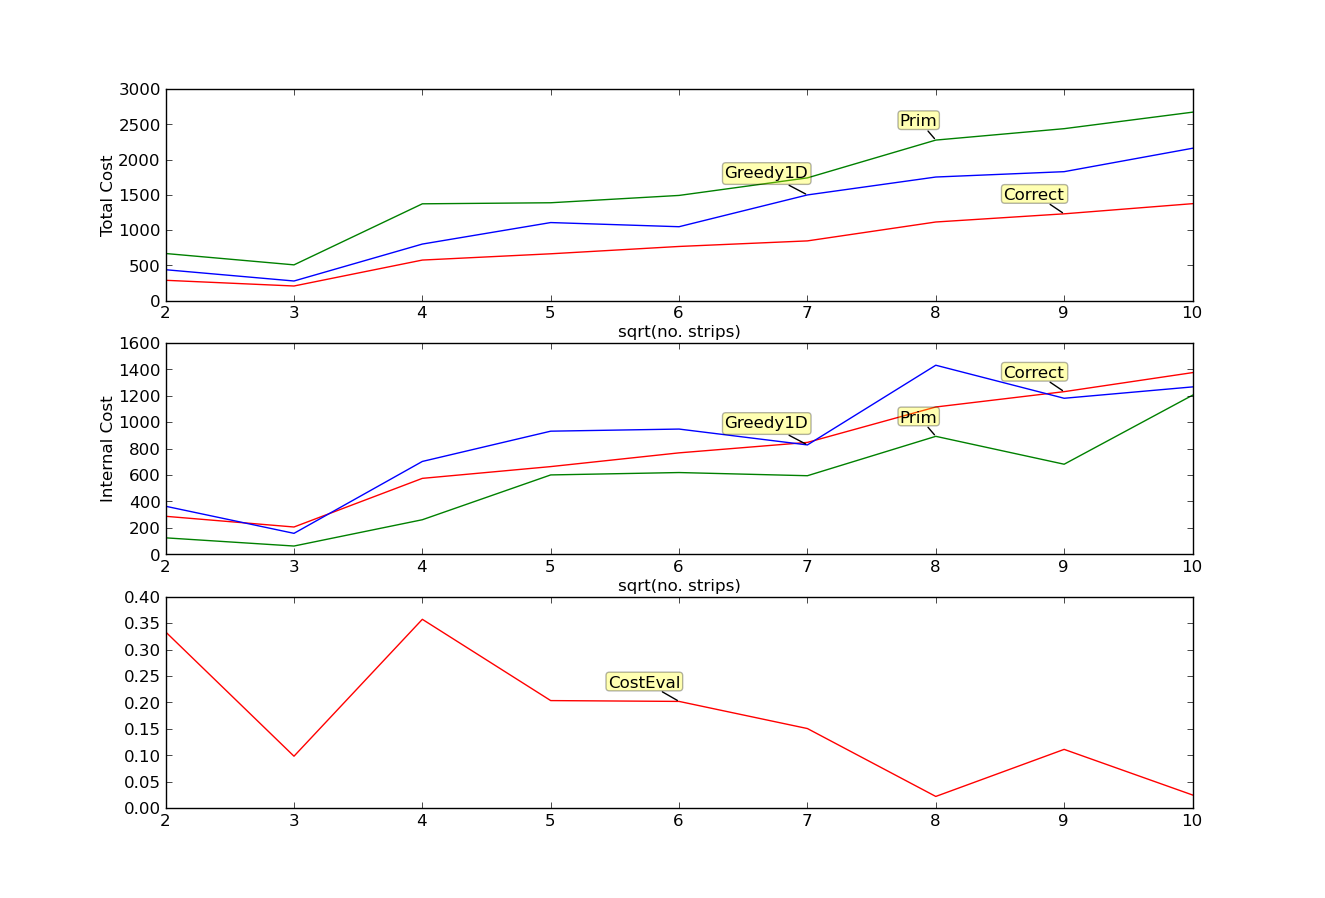 3000
2500
2000
1500
1000
500
0
Total Cost
Prim
Greedy1D
Correct
2 3 4 5 6 7 8 9 10
sqrt(no. strips)
1600
1400
1200
1000
800
600
400
200
0
Internal Cost
Correct
Prim
Greedy1D
2 3 4 5 6 7 8 9 10
sqrt(no. strips)
0.40
0.35
0.30
0.25
0.20
0.15
0.10
0.05
0.00
CostEval
2 3 4 5 6 7 8 9 10